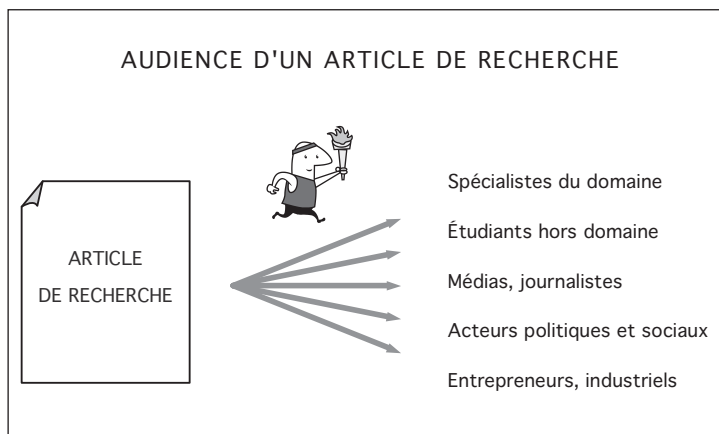 AUDIENCE D'UN ARTICLE DE RECHERCHE
ARTICLE
DE RECHERCHE
Spécialistes du domaine
Étudiants hors domaine
Médias, journalistes
Acteurs politiques et sociaux
Entrepreneurs, industriels